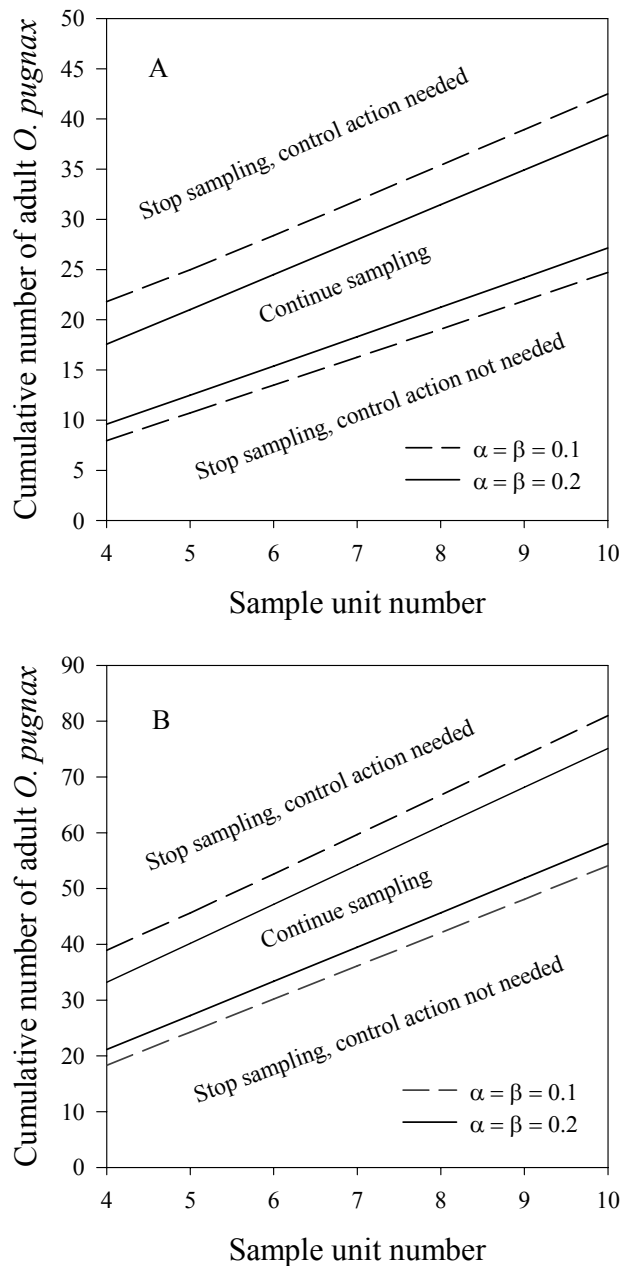 50
45
40
35
30
25
20
15
10
5
0
Cumulative number of adult O. pugnax
A
Stop sampling, control action needed
Continue sampling
Stop sampling, control action not needed
α = β = 0.1
α = β = 0.2
4 5 6 7 8 9 10
Sample unit number
90
80
70
60
50
40
30
20
10
0
Cumulative number of adult O. pugnax
B
Stop sampling, control action needed
Continue sampling
Stop sampling, control action not needed
α = β = 0.1
α = β = 0.2
4 5 6 7 8 9 10
Sample unit number